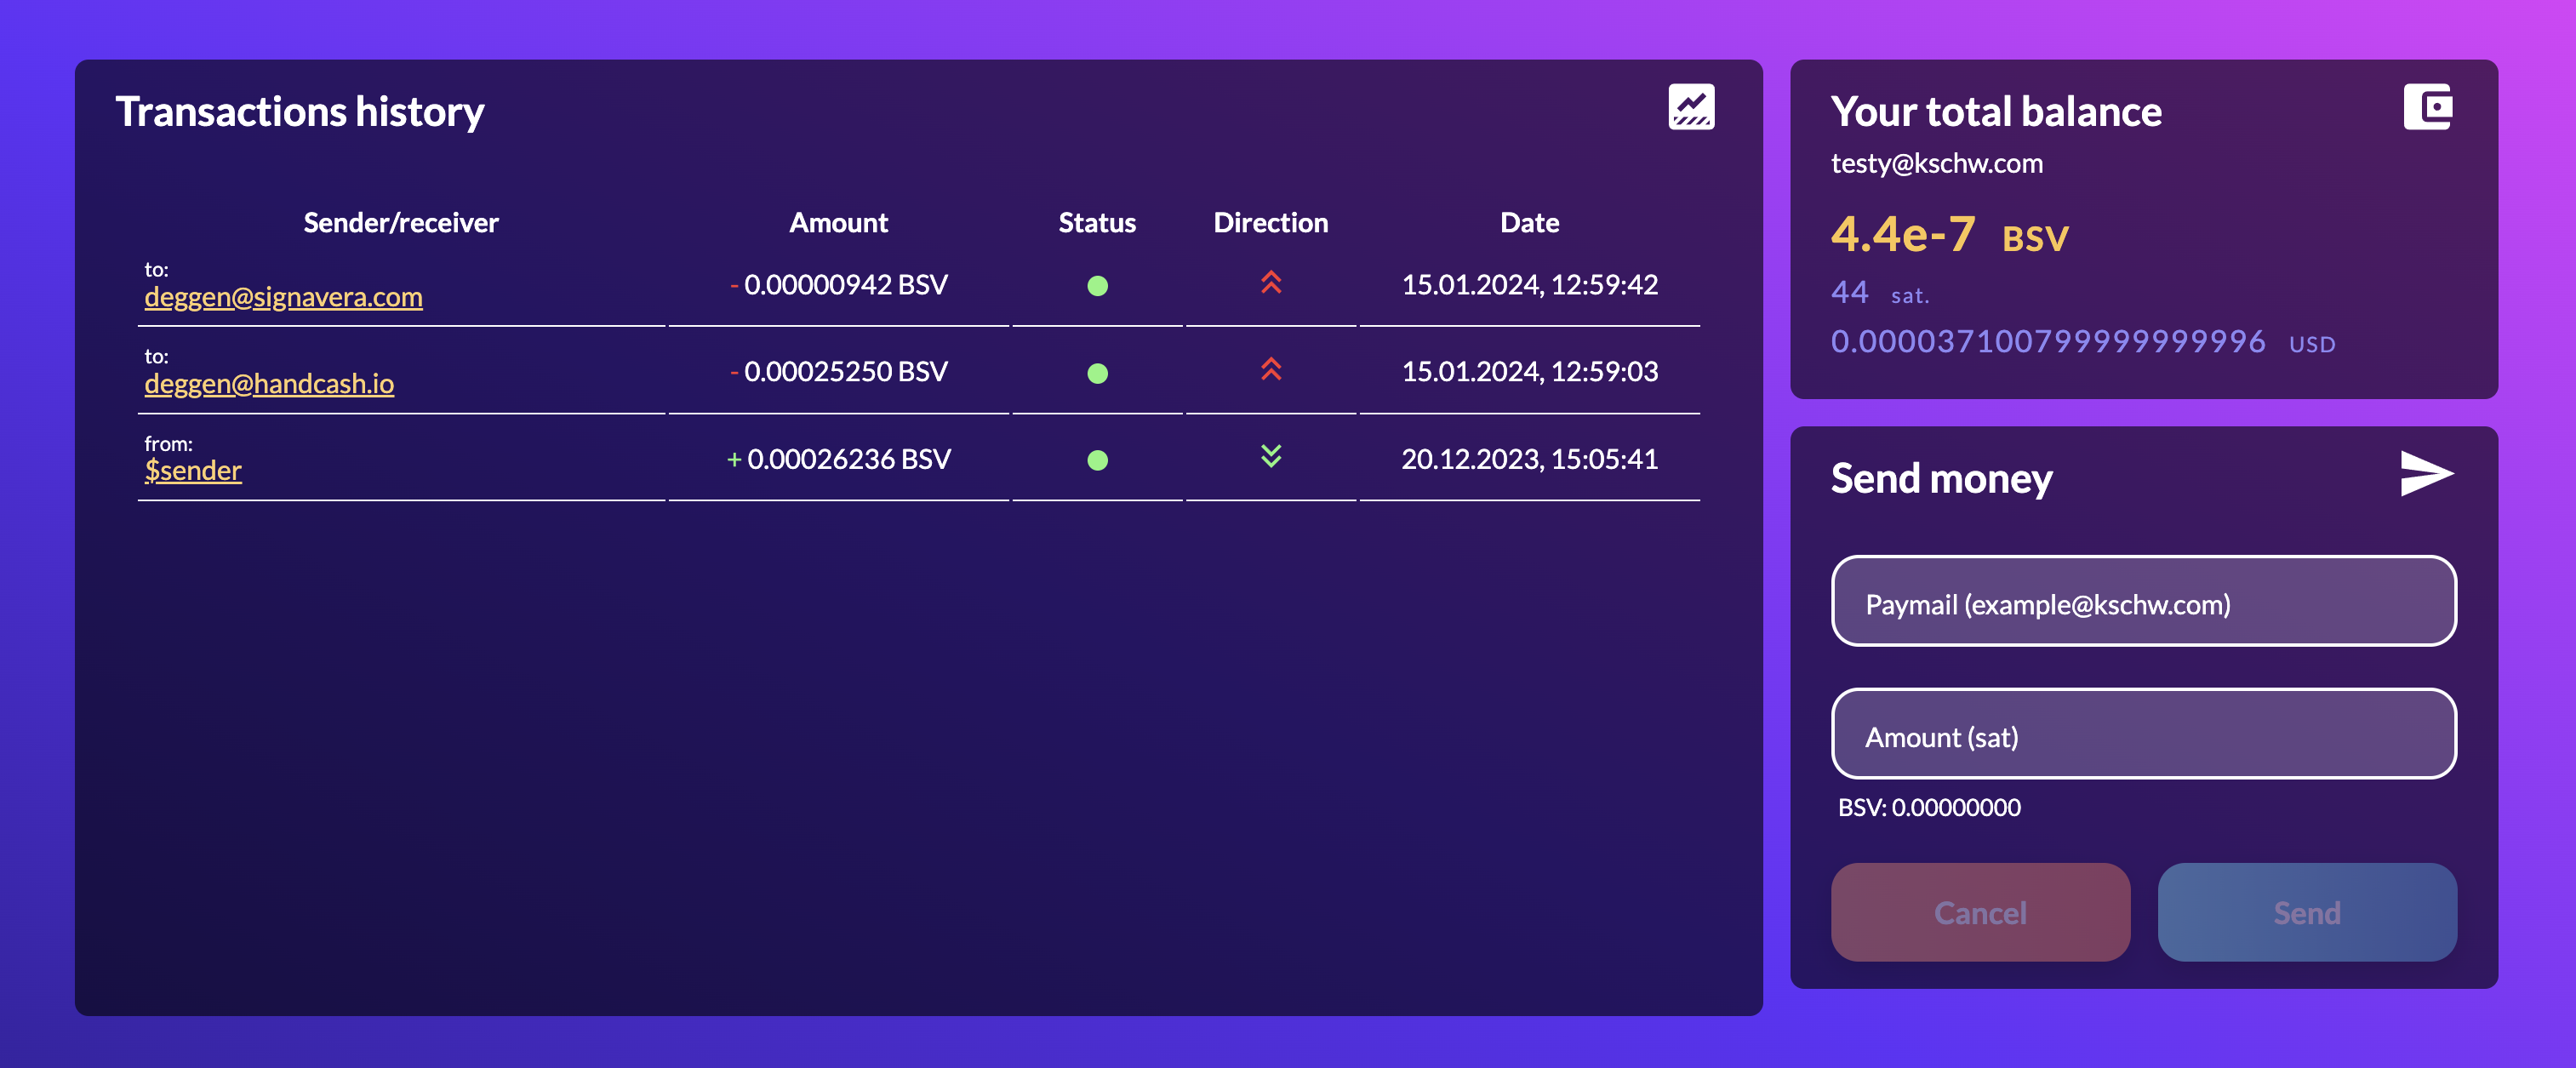 Transactions history
Sender/receiver Amount Status Direction Date
to:
deggen@signavera.com - 0.00000942 BSV 15.01.2024, 12:59:42
to:
deggen@handcash.io - 0.00025250 BSV 15.01.2024, 12:59:03
from:
$sender + 0.00026236 BSV 20.12.2023, 15:05:41
Your total balance
testy@kschw.com
4.4e-7 BSV
44 sat.
0.0000371007999999999996 USD
Send money
Paymail (example@kschw.com)
Amount (sat)
BSV: 0.00000000
Cancel Send